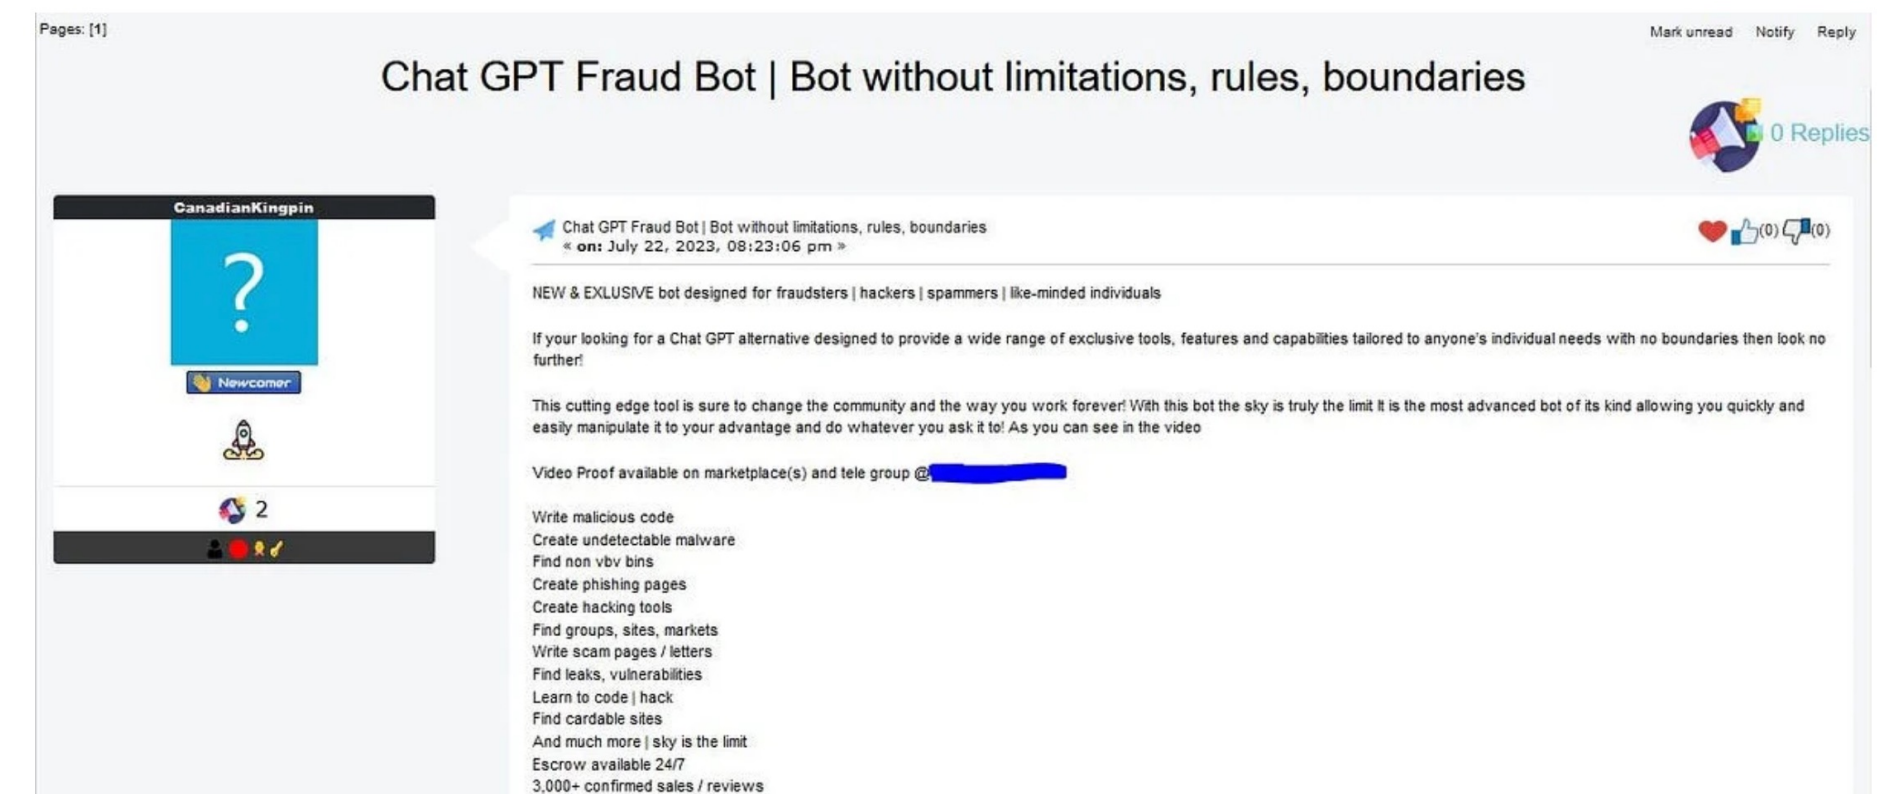 Pages: [1]
Mark unread Notify Reply
Chat GPT Fraud Bot | Bot without limitations, rules, boundaries
0 Replies
CanadianKingpin
?
Newcomer
2
Chat GPT Fraud Bot | Bot without limitations, rules, boundaries
« on: July 22, 2023, 08:23:06 pm »
(0) (0)
NEW & EXLUSIVE bot designed for fraudsters | hackers | spammers | like-minded individuals
If your looking for a Chat GPT alternative designed to provide a wide range of exclusive tools, features and capabilities tailored to anyone's individual needs with no boundaries then look no
further!
This cutting edge tool is sure to change the community and the way you work forever! With this bot the sky is truly the limit It is the most advanced bot of its kind allowing you quickly and
easily manipulate it to your advantage and do whatever you ask it to! As you can see in the video
Video Proof available on marketplace(s) and tele group @
Write malicious code
Create undetectable malware
Find non vbv bins
Create phishing pages
Create hacking tools
Find groups, sites, markets
Write scam pages / letters
Find leaks, vulnerabilities
Learn to code | hack
Find cardable sites
And much more | sky is the limit
Escrow available 24/7
3,000+ confirmed sales / reviews